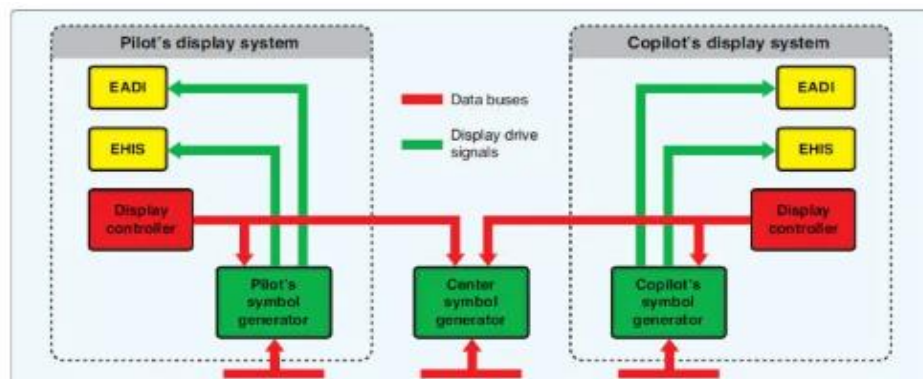 Pilot's display system
Copilot's display system
EADI
EHIS
Display
controller
Data buses
Display drive
signals
EADI
EHIS
Display
controller
Pilot's
symbol
generator
Center
symbol
generator
Copilot's
symbol
generator